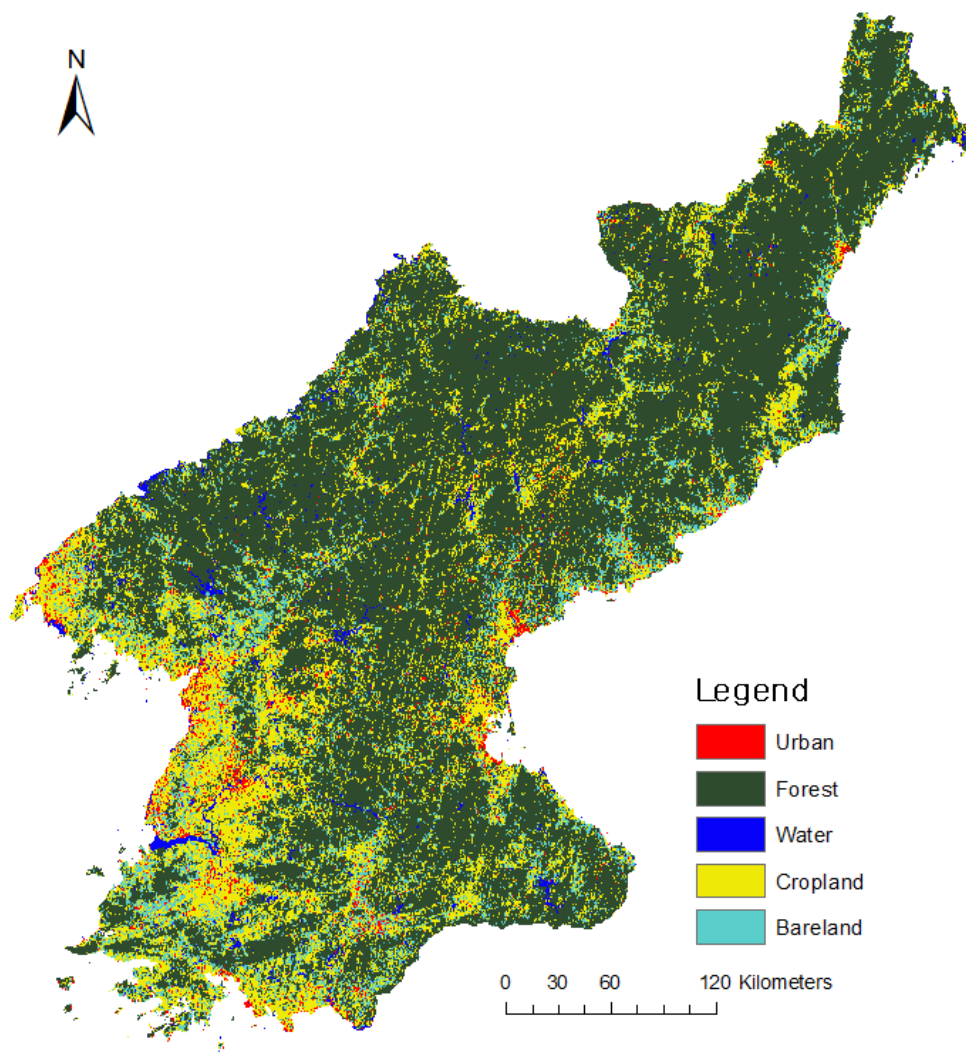 N
Legend
Urban
Forest
Water
Cropland
Bareland
0 30 60 120 Kilometers